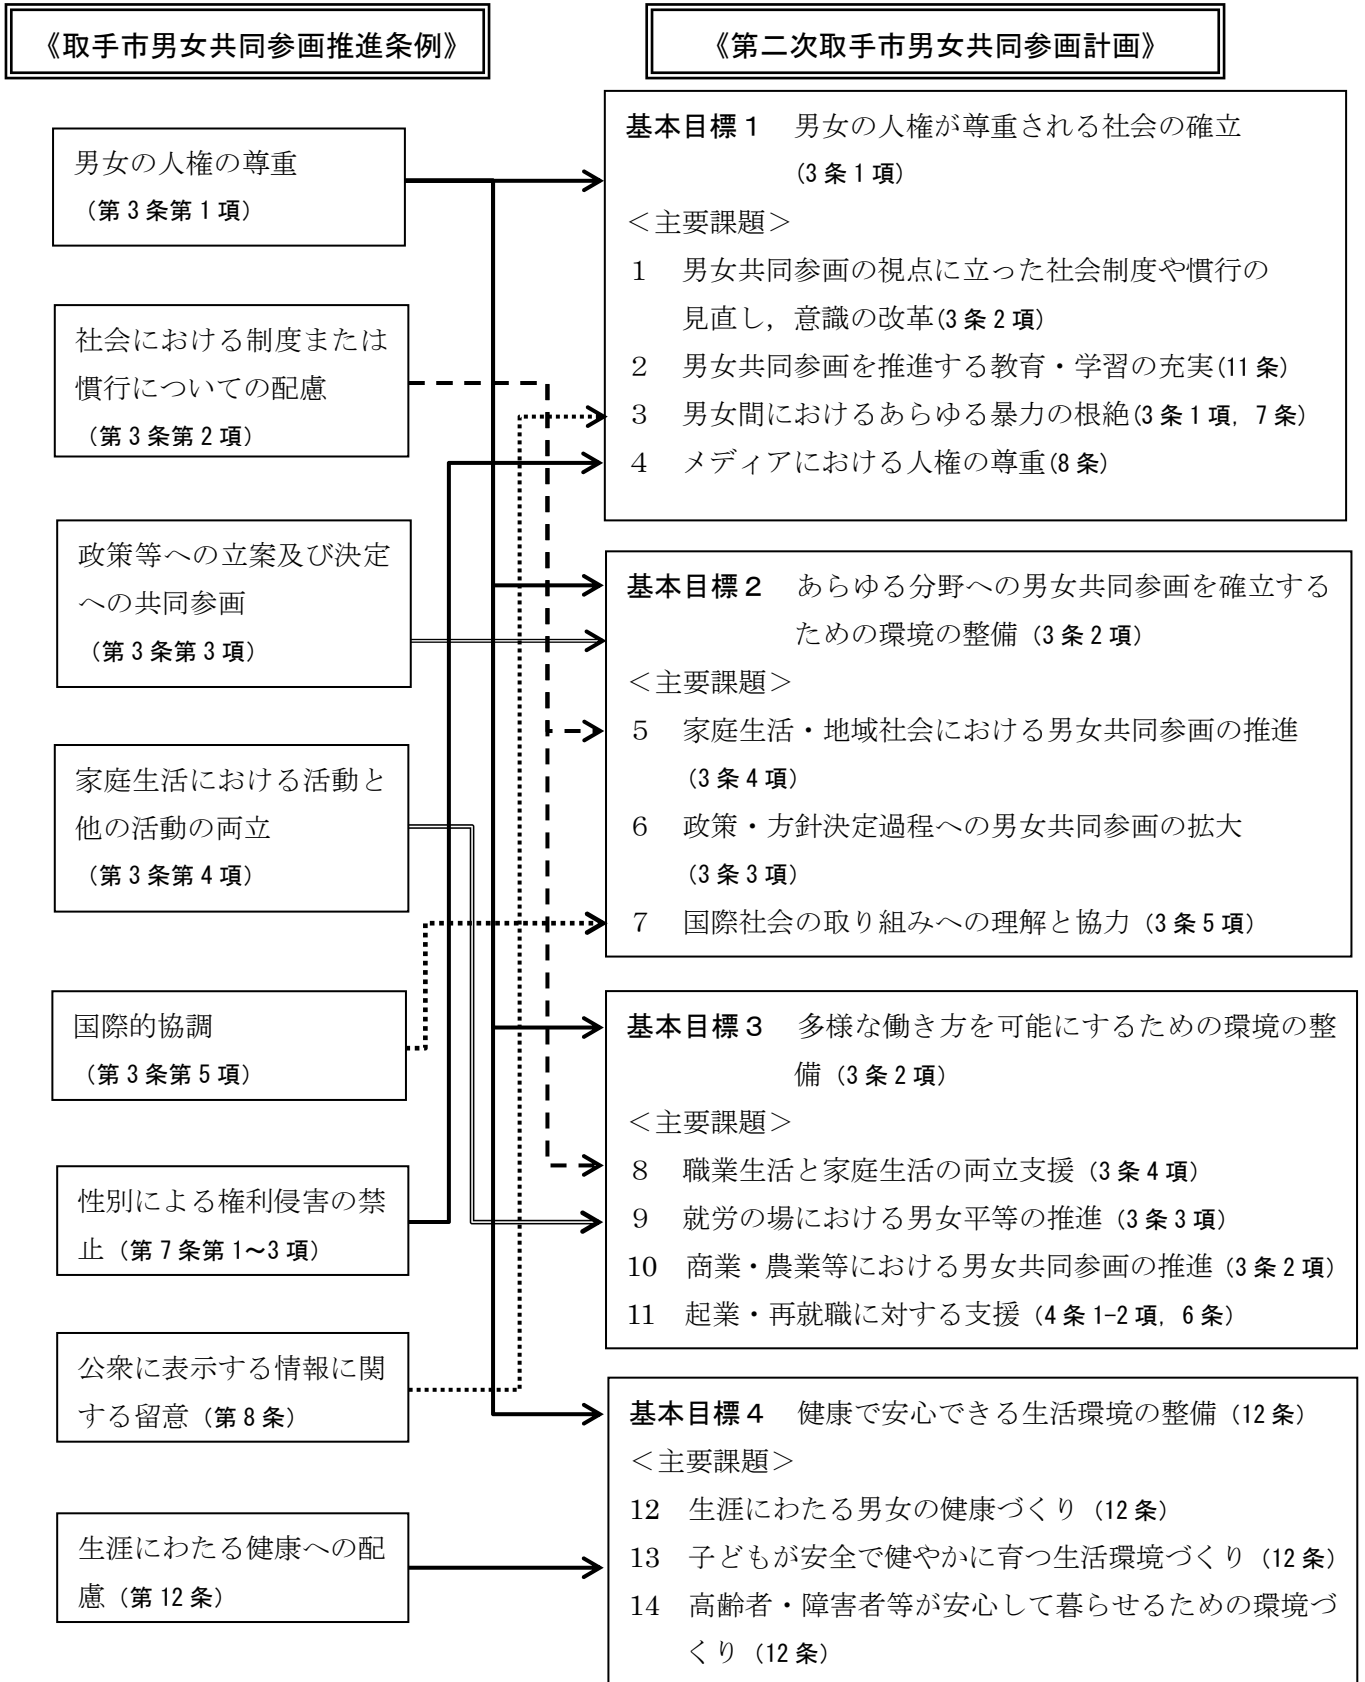 《取手市男女共同参画推進条例》
男女の人権の尊重
（第３条第１項）
社会における制度または
慣行についての配慮
（第３条第２項）
政策等への立案及び決定
への共同参画
（第３条第３項）
家庭生活における活動と
他の活動の両立
（第３条第４項）
国際的協調
（第３条第５項）
性別による権利侵害の禁
止（第７条第１～３項）
公衆に表示する情報に関
する留意（第８条）
生涯にわたる健康への配
慮（第12条）
《第二次取手市男女共同参画計画》
基本目標１　男女の人権が尊重される社会の確立
(３条１項)
＜主要課題＞
１　男女共同参画の視点に立った社会制度や慣行の
見直し，意識の改革(３条２項)
２　男女共同参画を推進する教育・学習の充実(11条)
３　男女間におけるあらゆる暴力の根絶(３条１項，７条)
４　メディアにおける人権の尊重(８条)
基本目標２　あらゆる分野への男女共同参画を確立する
ための環境の整備（３条２項）
＜主要課題＞
５　家庭生活・地域社会における男女共同参画の推進
（３条４項）
６　政策・方針決定過程への男女共同参画の拡大
（３条３項）
７　国際社会の取り組みへの理解と協力（３条５項）
基本目標３　多様な働き方を可能にするための環境の整
備（３条２項）
＜主要課題＞
８　職業生活と家庭生活の両立支援（３条４項）
９　就労の場における男女平等の推進（３条３項）
10　商業・農業等における男女共同参画の推進（３条２項）
11　起業・再就職に対する支援（４条1-2項，６条）
基本目標４　健康で安心できる生活環境の整備（12条）
＜主要課題＞
12　生涯にわたる男女の健康づくり（12条）
13　子どもが安全で健やかに育つ生活環境づくり（12条）
14　高齢者・障害者等が安心して暮らせるための環境づ
くり（12条）